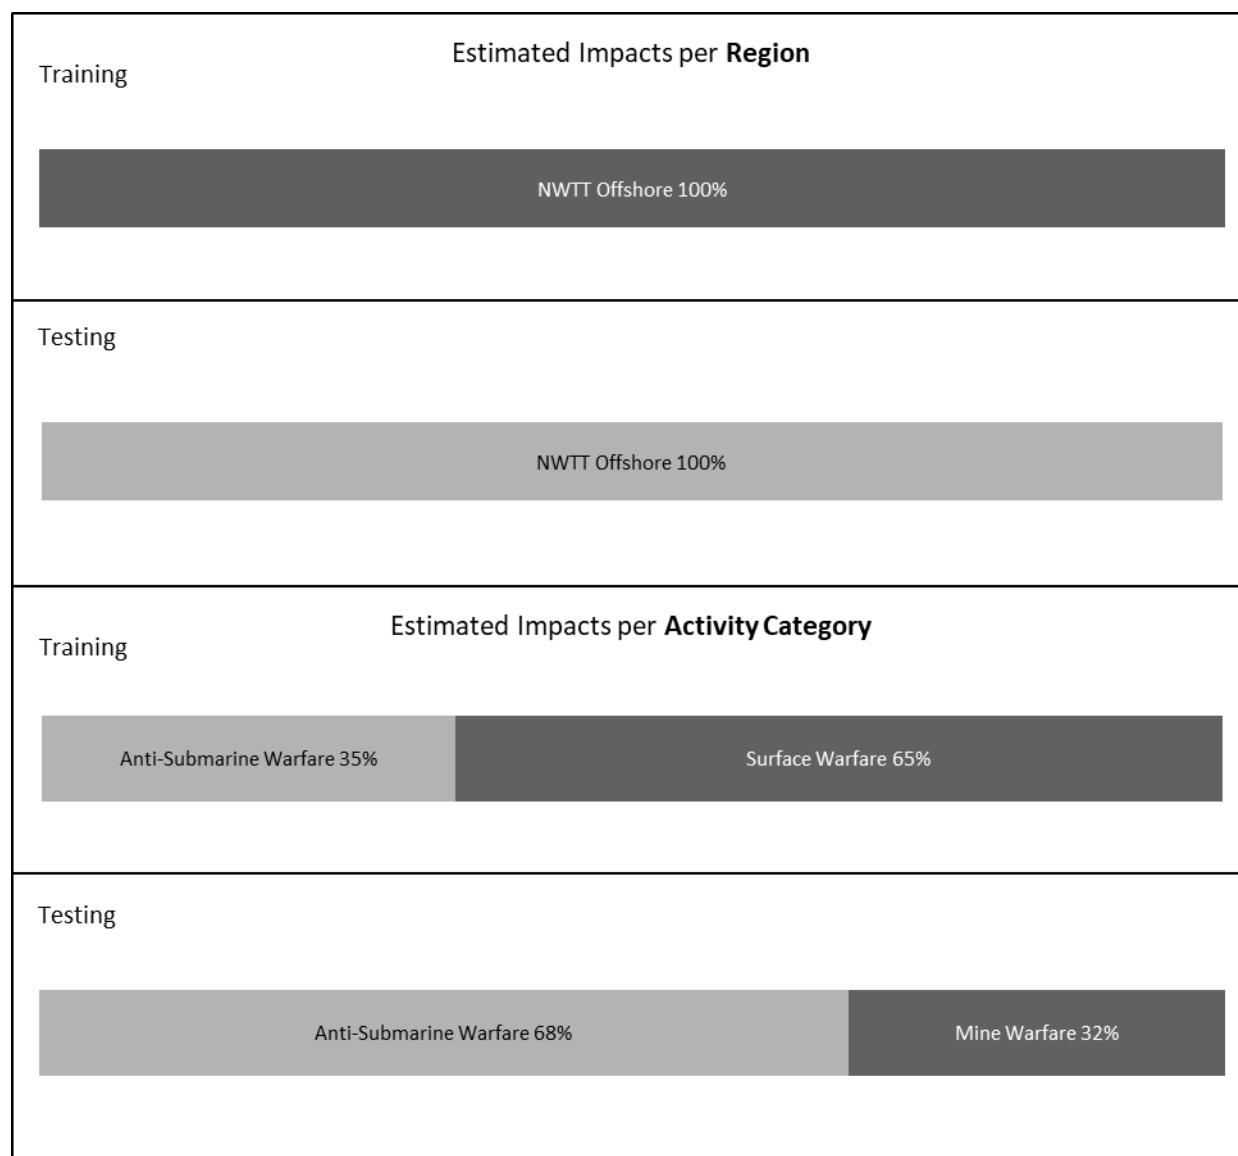 Estimated Impacts per Region
Training
NWTT Offshore 100%
Testing
NWTT Offshore 100%
Estimated Impacts per Activity Category
Training
Anti-Submarine Warfare 35%
Surface Warfare 65%
Testing
Anti-Submarine Warfare 68%
Mine Warfare 32%